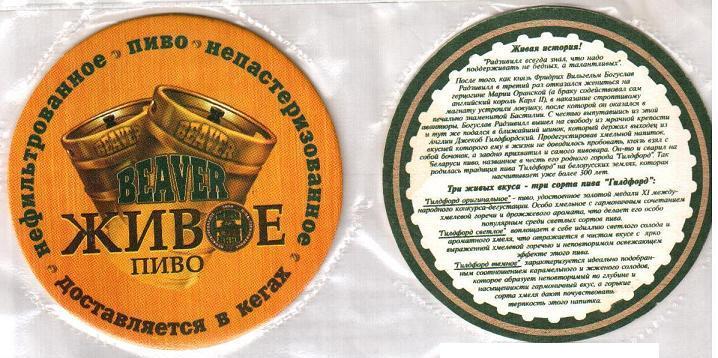 нефильтрованное · пиво · непастеризованное
BEAVER
BEAVER
BEAVER
ЖИВОЕ
ПИВО
· доставляется в кегах ·
Живая история!
"Радзивилл всегда знал, что надо
поддерживать не бедных, а талантливых".
После того, как князь Фридрих Вильгельм Богуслав
Радзивилл в третий раз отказался жениться на
герцогине Марии Оранской (а браку содействовал сам
английский король Карл II), в наказание строптивому
магнату устроили ловушку, после которой он оказался в
печально знаменитой Бастилии. С честью выпутавшись из этой
авантюры, Богуслав Радзивилл вышел на свободу из мрачной крепости
и тут же подался в ближайший шинок, который держал выходец из
Англии Джекоб Гилдфордский. Продегустировав хмельной напиток,
вкусней которого ему в жизни не доводилось пробовать, князь взял с
собой бочонок, а заодно прихватил и самого пивовара. Он-то и сварил на
Беларуси пиво, названное в честь его родного города "Гилдфорд". Так
родилась традиция пива "Гилдфорд" на белорусских землях, которая
насчитывает уже более 300 лет.
Три живых вкуса - три сорта пива "Гилдфорд":
"Гилдфорд оригинальное" - пиво, удостоенное золотой медали XI между-
народного конкурса-дегустации. Особо хмельное с гармоничным сочетанием
хмелевой горечи и дрожжевого аромата, что делает его особо
популярным среди светлых сортов пива.
"Гилдфорд светлое" воплощает в себе идиллию светлого солода и
ароматного хмеля, что отражается в чистом вкусе с ярко
выраженной хмелевой горечью и неповторимом освежающем
эффекте этого пива.
"Гилдфорд темное" характеризуется идеально подобран-
ным соотношением карамельного и жженого солодов,
которое образует неповторимый по глубине и
насыщенности гармоничный вкус, а горькие
сорта хмеля дают почувствовать
терпкость этого напитка.